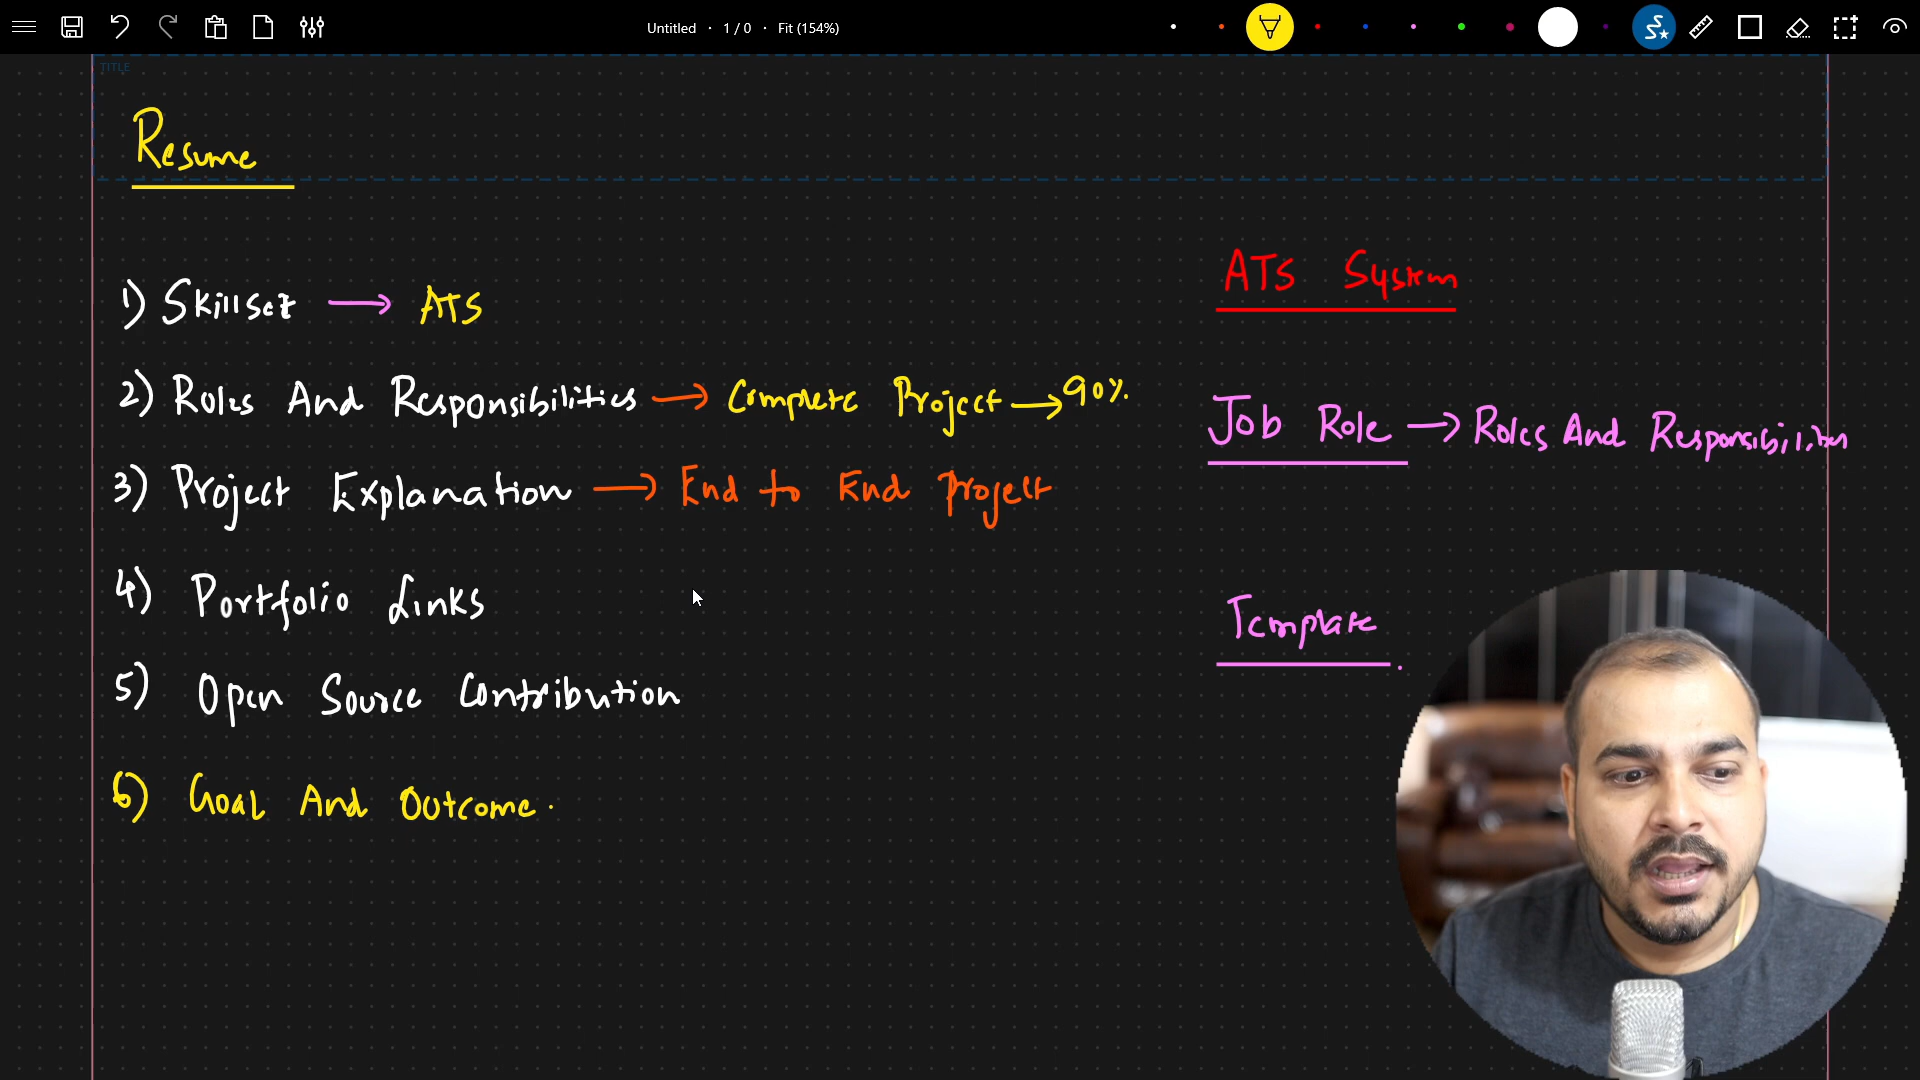 Untitled · 1 / 0 · Fit (154%)
TITLE
Resume
1) Skillset → ATS
2) Roles And Responsibilities → Complete Project → 90%.
3) Project Explanation → End to End Project
4) Portfolio Links
5) Open Source Contribution
6) Goal And Outcome.
ATS System
Job Role → Roles And Responsibilities
Template.